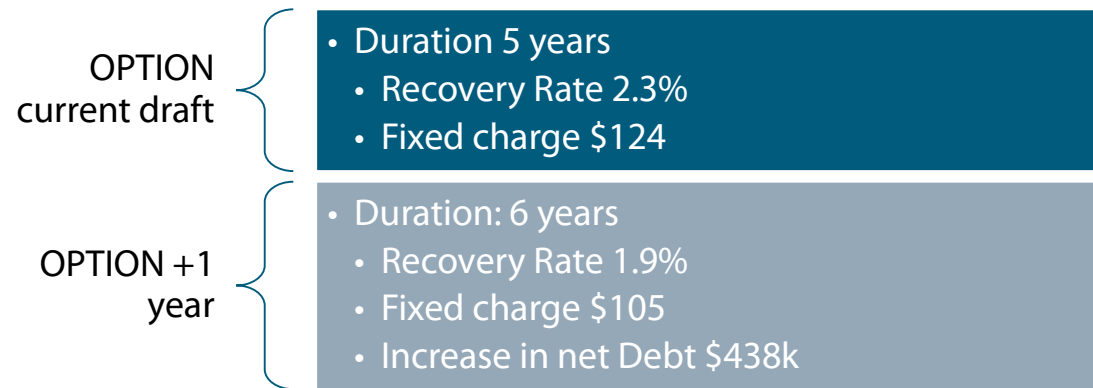 OPTION
current draft
• Duration 5 years
• Recovery Rate 2.3%
• Fixed charge $124
OPTION +1
year
• Duration: 6 years
• Recovery Rate 1.9%
• Fixed charge $105
• Increase in net Debt $438k